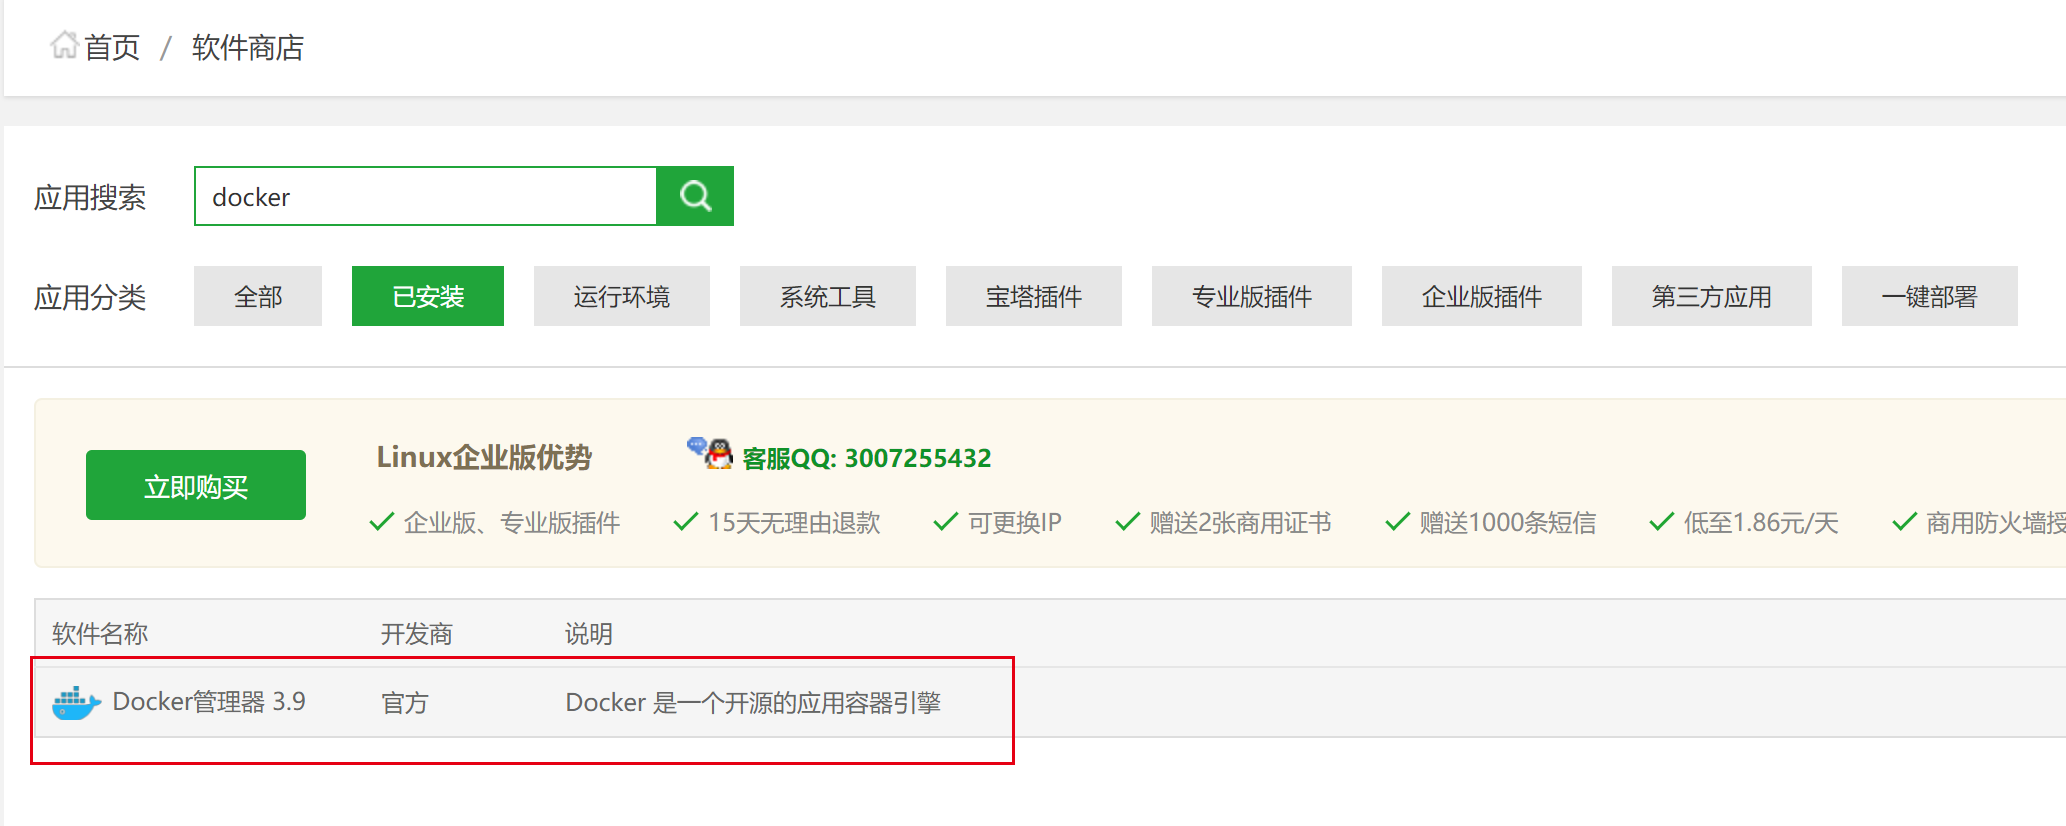 首页 / 软件商店
应用搜索 docker
应用分类 全部 已安装 运行环境 系统工具 宝塔插件 专业版插件 企业版插件 第三方应用 一键部署
立即购买
Linux企业版优势 客服QQ: 3007255432
企业版、专业版插件 15天无理由退款 可更换IP 赠送2张商用证书 赠送1000条短信 低至1.86元/天 商用防火墙授
软件名称 开发商 说明
Docker管理器 3.9 官方 Docker 是一个开源的应用容器引擎